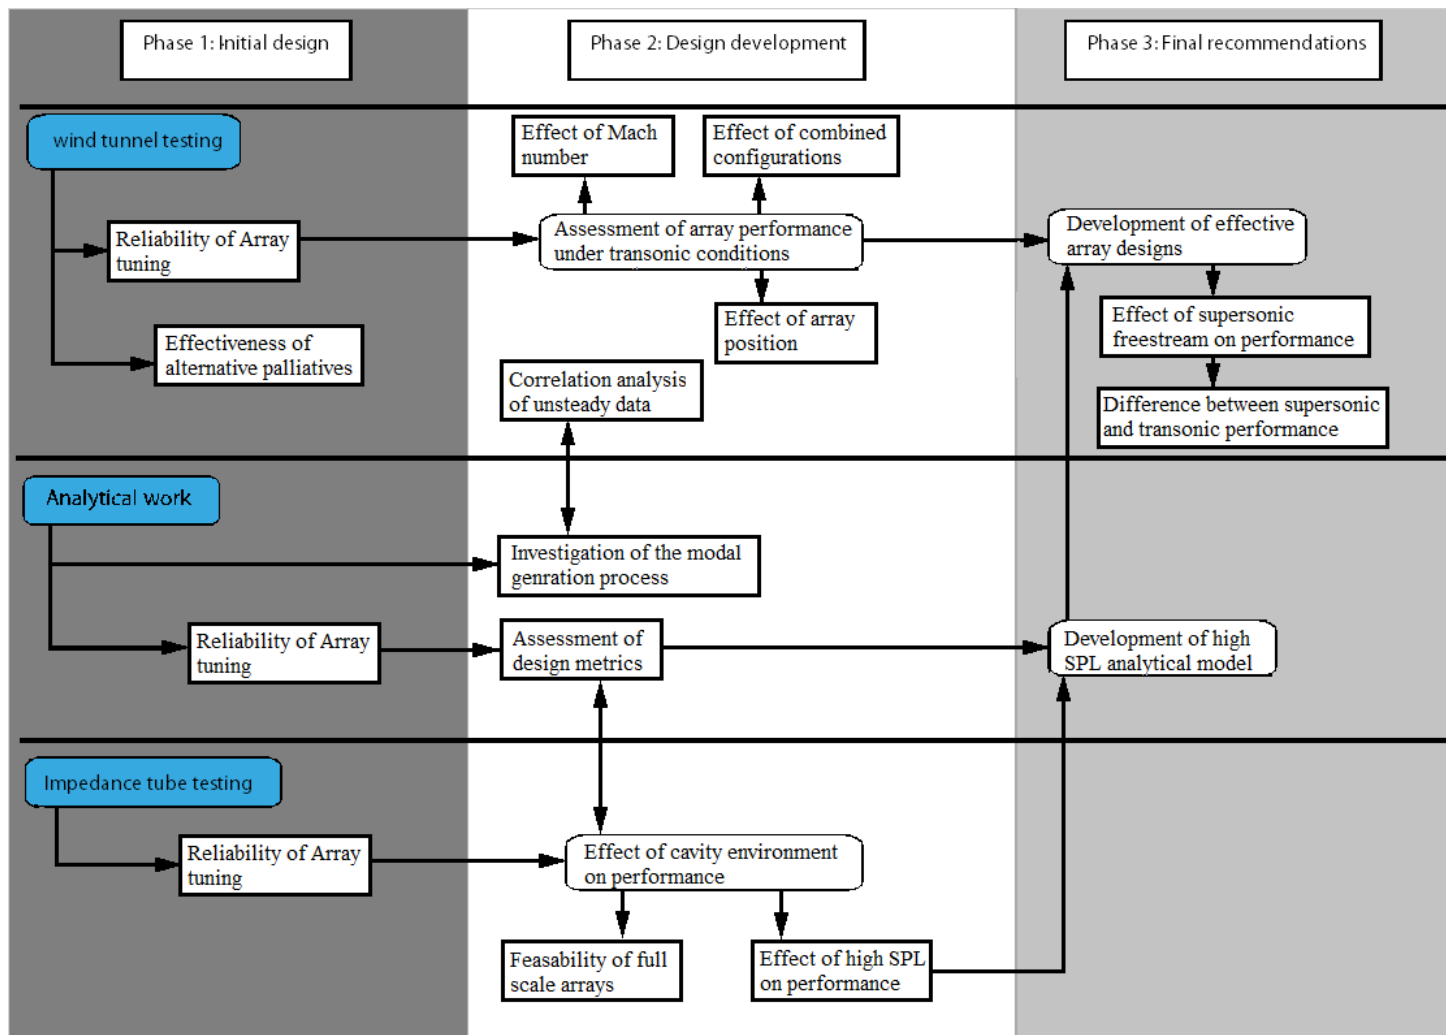 Phase 1: Initial design
Phase 2: Design development
Phase 3: Final recommendations
wind tunnel testing
Effect of Mach
number
Effect of combined
configurations
Reliability of Array
tuning
Assessment of array performance
under transonic conditions
Development of effective
array designs
Effect of array
position
Effect of supersonic
freestream on performance
Effectiveness of
alternative palliatives
Correlation analysis
of unsteady data
Difference between supersonic
and transonic performance
Analytical work
Investigation of the modal
genration process
Reliability of Array
tuning
Assessment of
design metrics
Development of high
SPL analytical model
Impedance tube testing
Reliability of Array
tuning
Effect of cavity environment
on performance
Feasability of full
scale arrays
Effect of high SPL
on performance